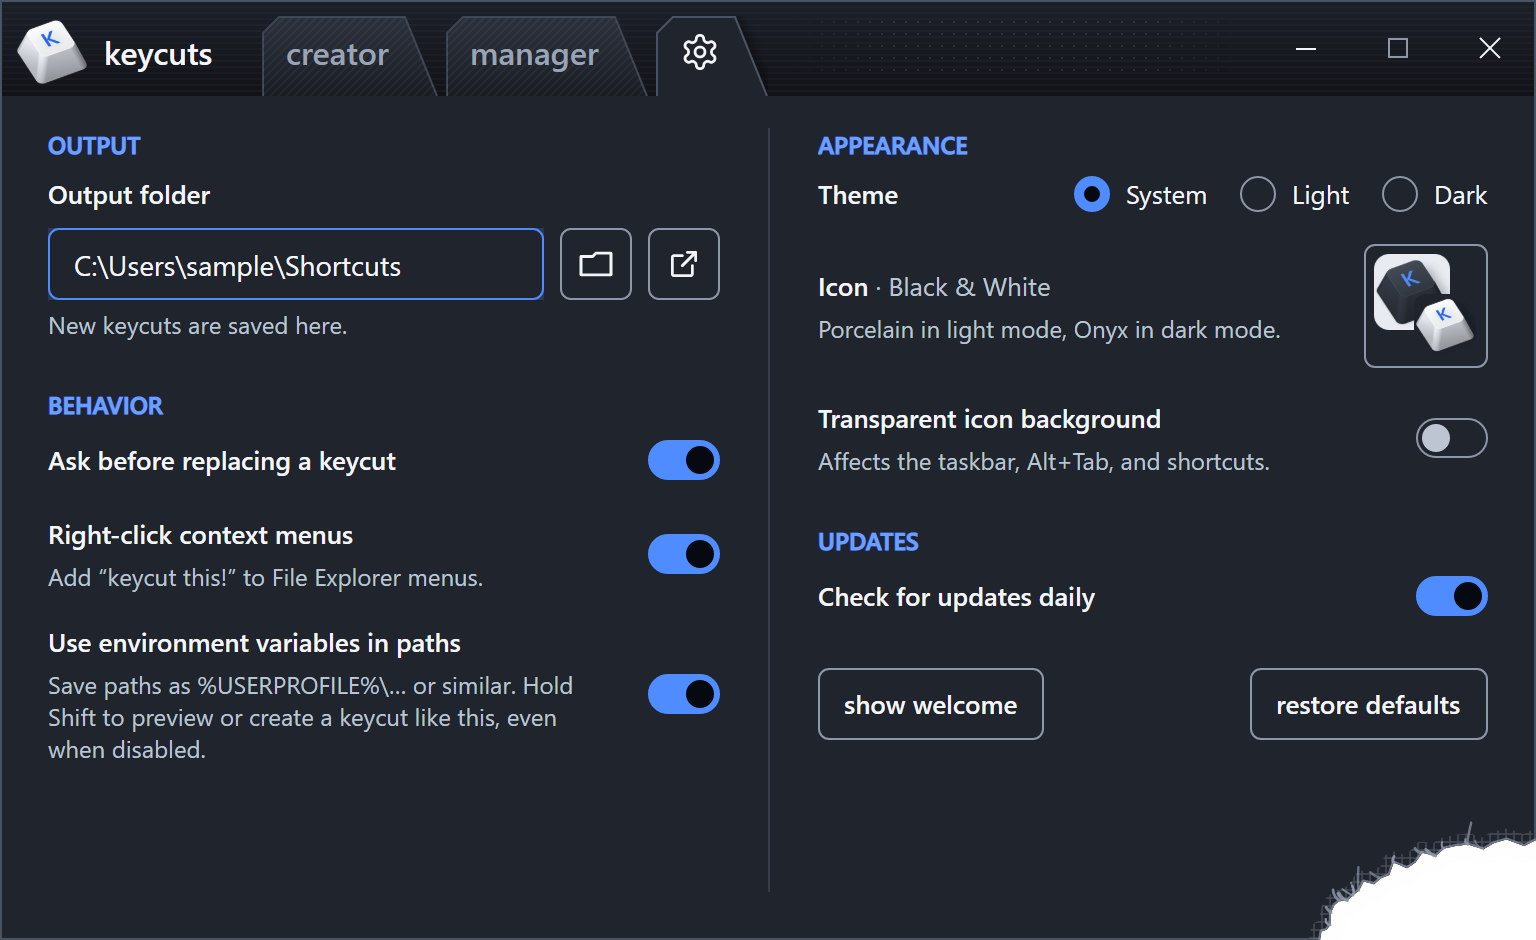 keycuts
creator
manager
OUTPUT
Output folder
C:\Users\sample\Shortcuts
New keycuts are saved here.
BEHAVIOR
Ask before replacing a keycut
Right-click context menus
Add “keycut this!” to File Explorer menus.
Use environment variables in paths
Save paths as %USERPROFILE%\... or similar. Hold
Shift to preview or create a keycut like this, even
when disabled.
APPEARANCE
Theme
System
Light
Dark
Icon · Black & White
Porcelain in light mode, Onyx in dark mode.
K
K
Transparent icon background
Affects the taskbar, Alt+Tab, and shortcuts.
UPDATES
Check for updates daily
show welcome
restore defaults